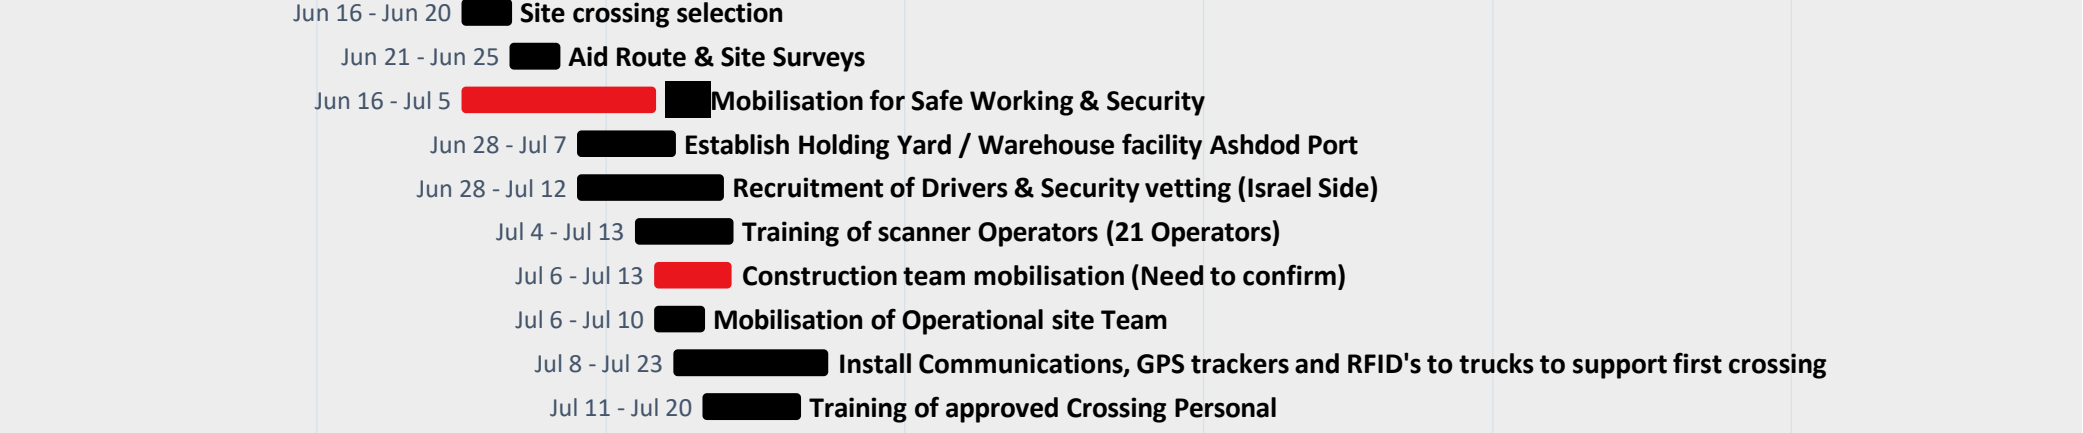 Jun 16 - Jun 20 Site crossing selection
Jun 21 - Jun 25 Aid Route & Site Surveys
Jun 16 - Jul 5 Mobilisation for Safe Working & Security
Jun 28 - Jul 7 Establish Holding Yard / Warehouse facility Ashdod Port
Jun 28 - Jul 12 Recruitment of Drivers & Security vetting (Israel Side)
Jul 4 - Jul 13 Training of scanner Operators (21 Operators)
Jul 6 - Jul 13 Construction team mobilisation (Need to confirm)
Jul 6 - Jul 10 Mobilisation of Operational site Team
Jul 8 - Jul 23 Install Communications, GPS trackers and RFID's to trucks to support first crossing
Jul 11 - Jul 20 Training of approved Crossing Personal